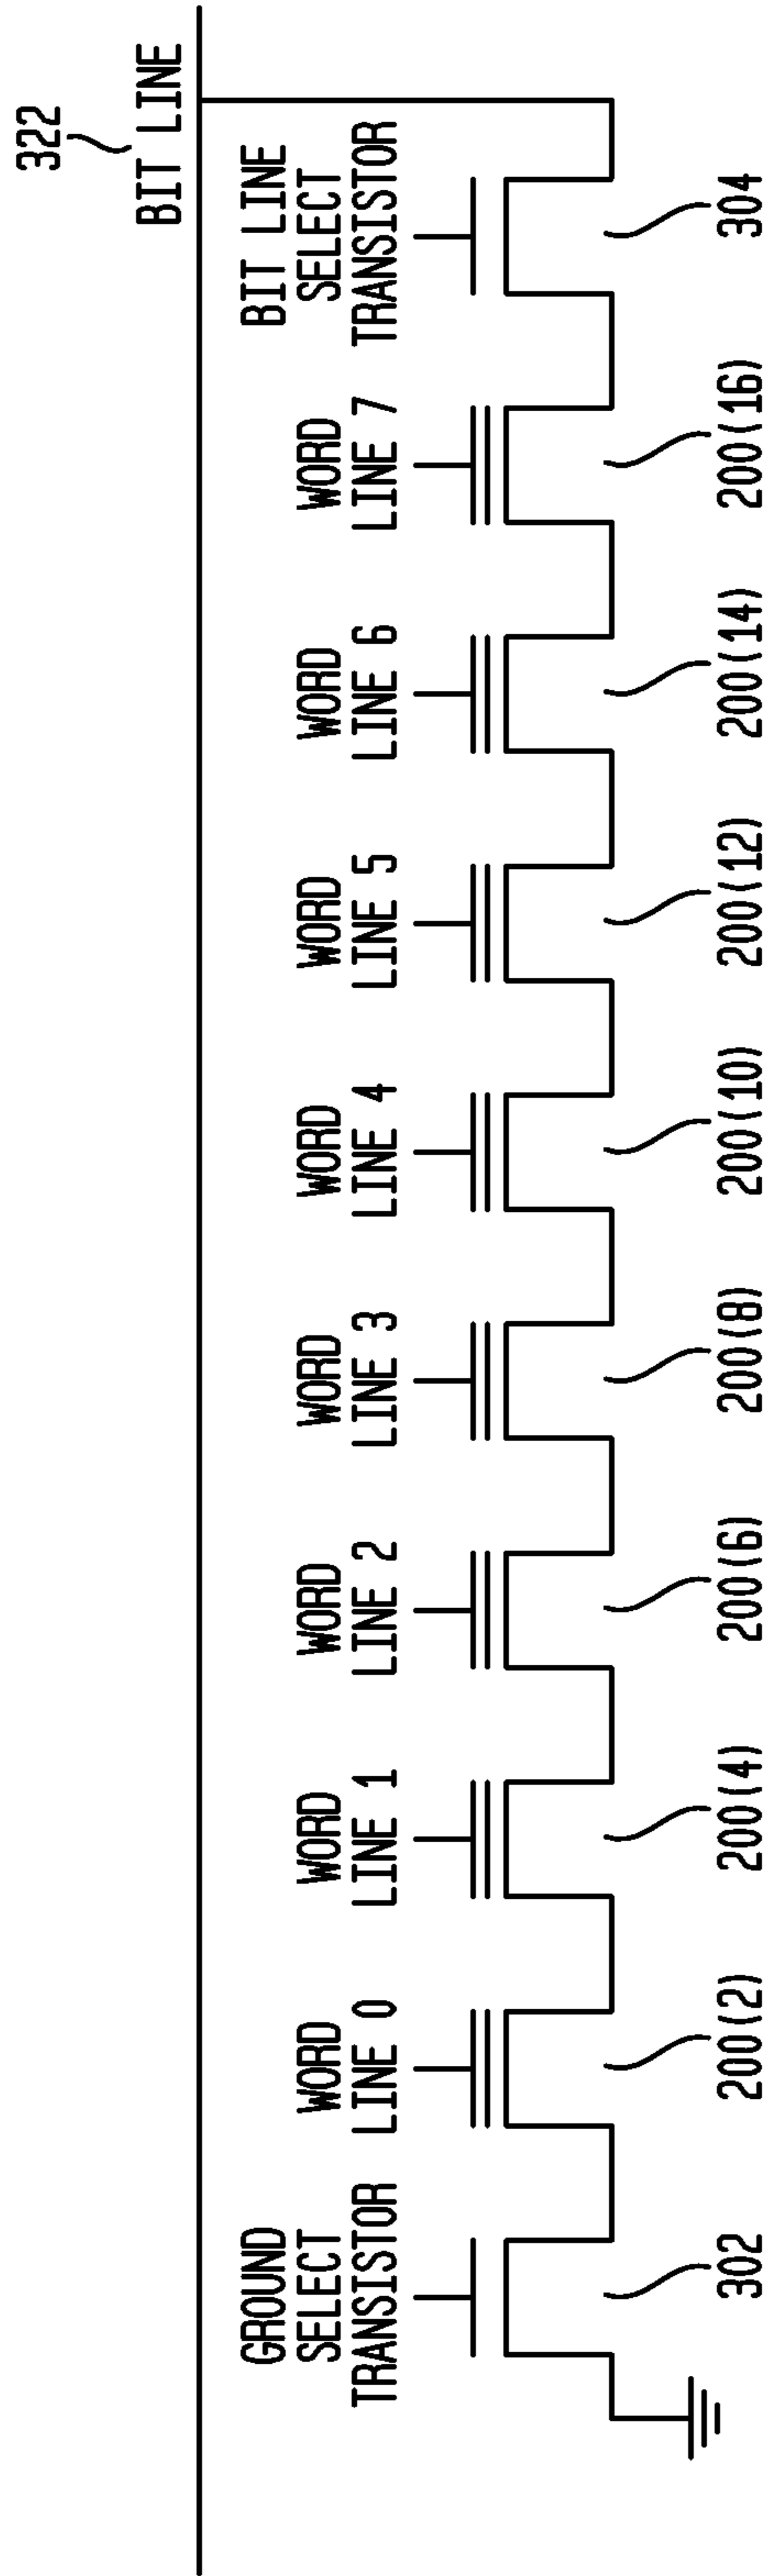 322
BIT LINE
GROUND
SELECT
TRANSISTOR
WORD
LINE 0
WORD
LINE 1
WORD
LINE 2
WORD
LINE 3
WORD
LINE 4
WORD
LINE 5
WORD
LINE 6
WORD
LINE 7
BIT LINE
SELECT
TRANSISTOR
302
200(2)
200(4)
200(6)
200(8)
200(10)
200(12)
200(14)
200(16)
304